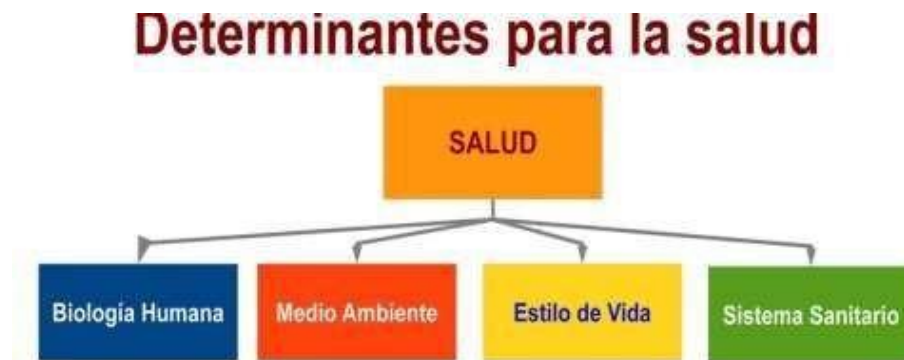 Determinantes para la salud
SALUD
Biología Humana
Medio Ambiente
Estilo de Vida
Sistema Sanitario